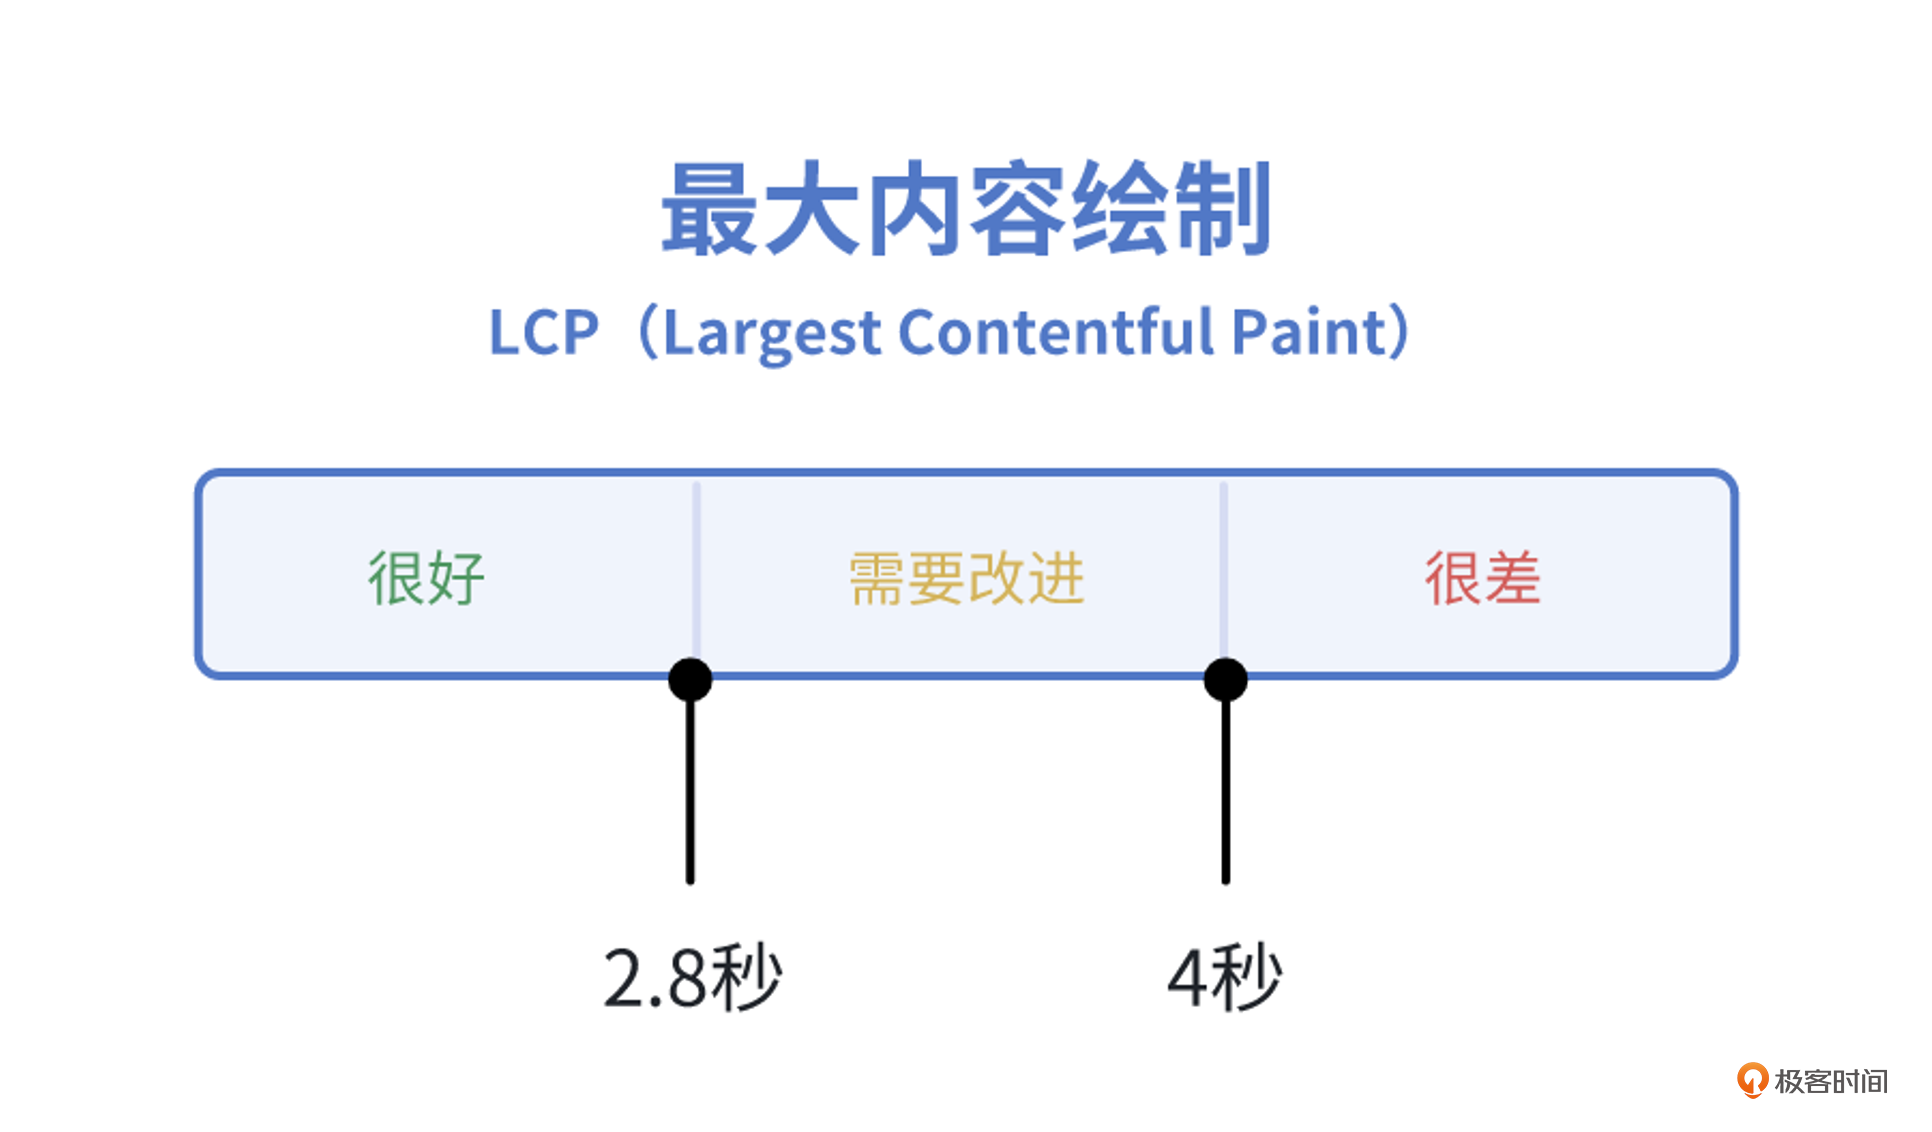 最大内容绘制
LCP（Largest Contentful Paint）
很好 需要改进 很差
2.8秒 4秒
极客时间